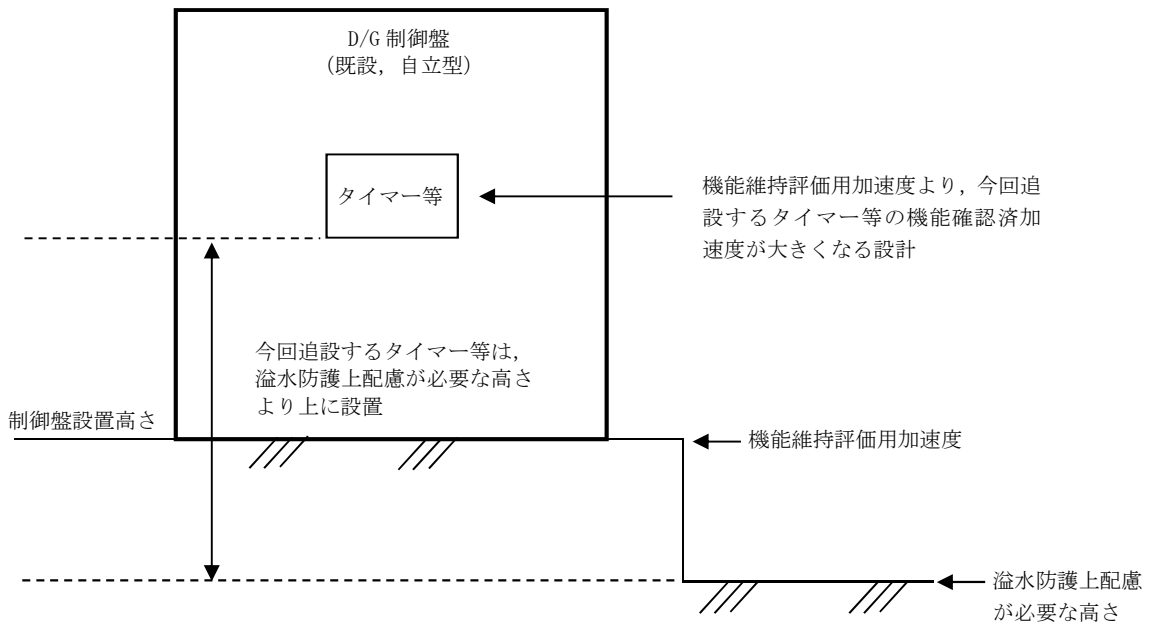 D/G 制御盤
(既設, 自立型)
タイマー等
機能維持評価用加速度より, 今回追
設するタイマー等の機能確認済加
速度が大きくなる設計
今回追設するタイマー等は,
溢水防護上配慮が必要な高さ
より上に設置
制御盤設置高さ
機能維持評価用加速度
溢水防護上配慮
が必要な高さ